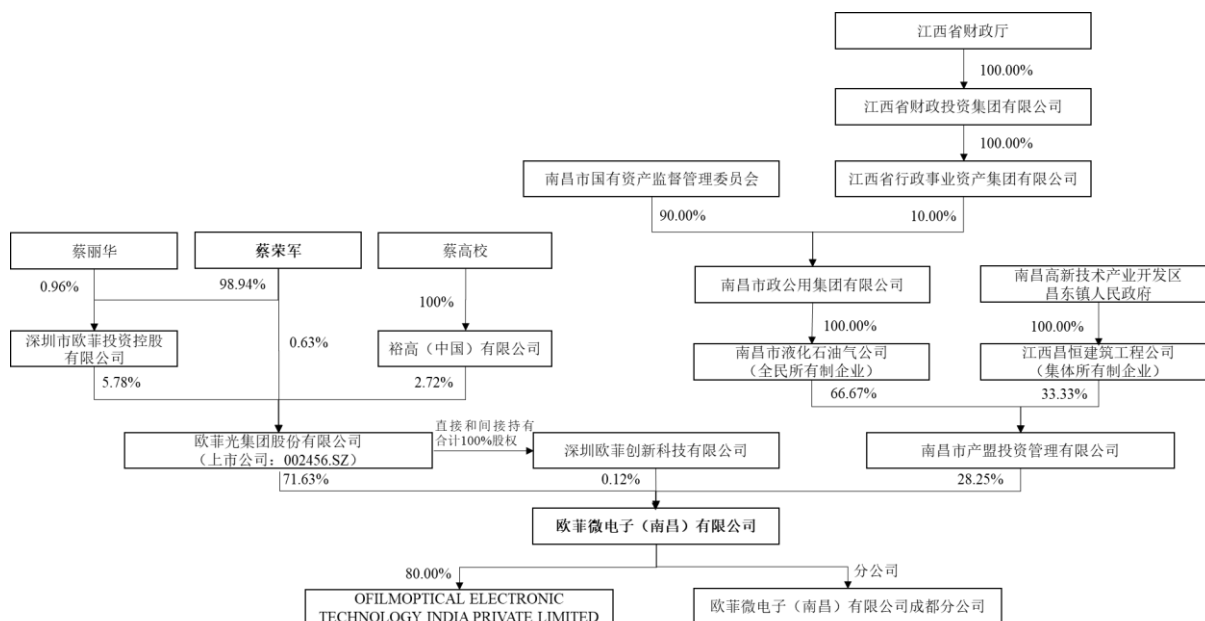 江西省财政厅
100.00%
江西省财政投资集团有限公司
100.00%
南昌市国有资产监督管理委员会
江西省行政事业资产集团有限公司
90.00%
10.00%
蔡丽华
蔡荣军
蔡高校
南昌市政公用集团有限公司
南昌高新技术产业开发区
昌东镇人民政府
0.96%
98.94%
100%
100.00%
100.00%
深圳市欧菲投资控股
有限公司
0.63%
裕高（中国）有限公司
南昌市液化石油气公司
（全民所有制企业）
江西昌恒建筑工程公司
（集体所有制企业）
5.78%
2.72%
66.67%
33.33%
欧菲光集团股份有限公司
（上市公司：002456.SZ）
直接和间接持有
合计100%股权
深圳欧菲创新科技有限公司
南昌市产盟投资管理有限公司
71.63%
0.12%
28.25%
欧菲微电子（南昌）有限公司
80.00%
分公司
OFILMOPTICAL ELECTRONIC
TECHNOLOGY INDIA PRIVATE LIMITED
欧菲微电子（南昌）有限公司成都分公司